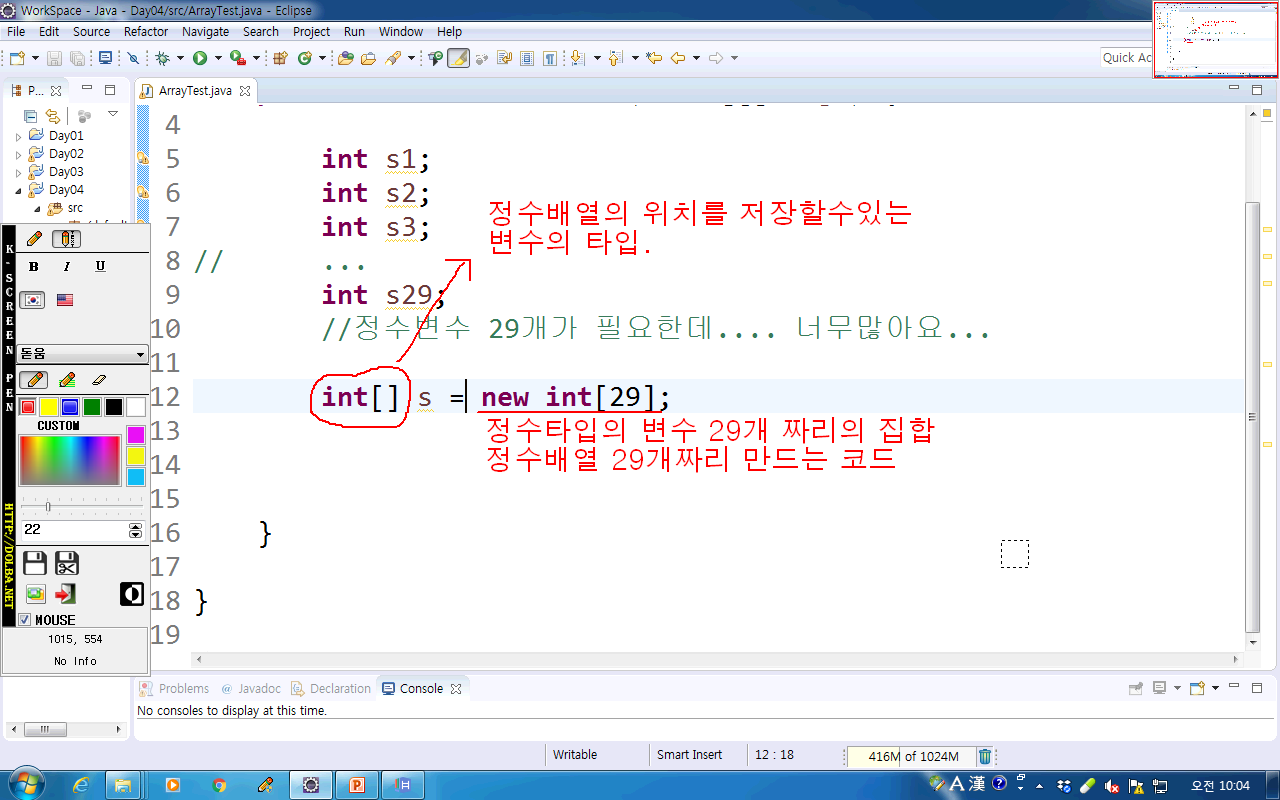 WorkSpace - Java - Day04/src/ArrayTest.java - Eclipse
File Edit Source Refactor Navigate Search Project Run Window Help
Quick Ac
P...
ArrayTest.java
Day01
Day02
Day03
Day04
src
4
5 int s1;
6 int s2;
7 int s3;
8 // ...
9 int s29;
10 //정수변수 29개가 필요한데.... 너무많아요...
11
12 int[] s = new int[29];
13
14
15
16 }
17
18 }
19
정수배열의 위치를 저장할수있는
변수의 타입.
정수타입의 변수 29개 짜리의 집합
정수배열 29개짜리 만드는 코드
K-SCREEN PEN
HTTP://DOLBA.NET
B I U
돋움
CUSTOM
22
MOUSE
1015, 554
No Info
Problems @ Javadoc Declaration Console
No consoles to display at this time.
Writable Smart Insert 12 : 18 416M of 1024M
A 漢
오전 10:04